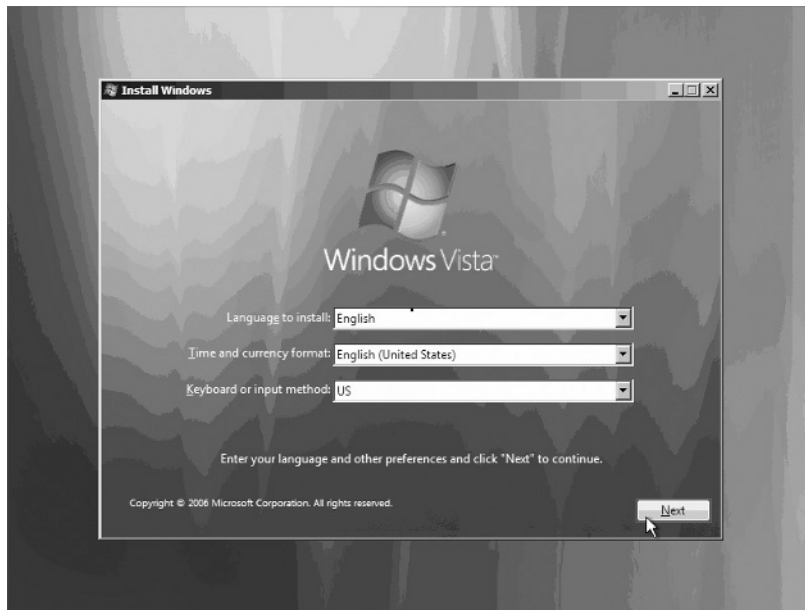 Install Windows
Windows Vista™
Language to install: English
Time and currency format: English (United States)
Keyboard or input method: US
Enter your language and other preferences and click "Next" to continue.
Copyright © 2006 Microsoft Corporation. All rights reserved.
Next